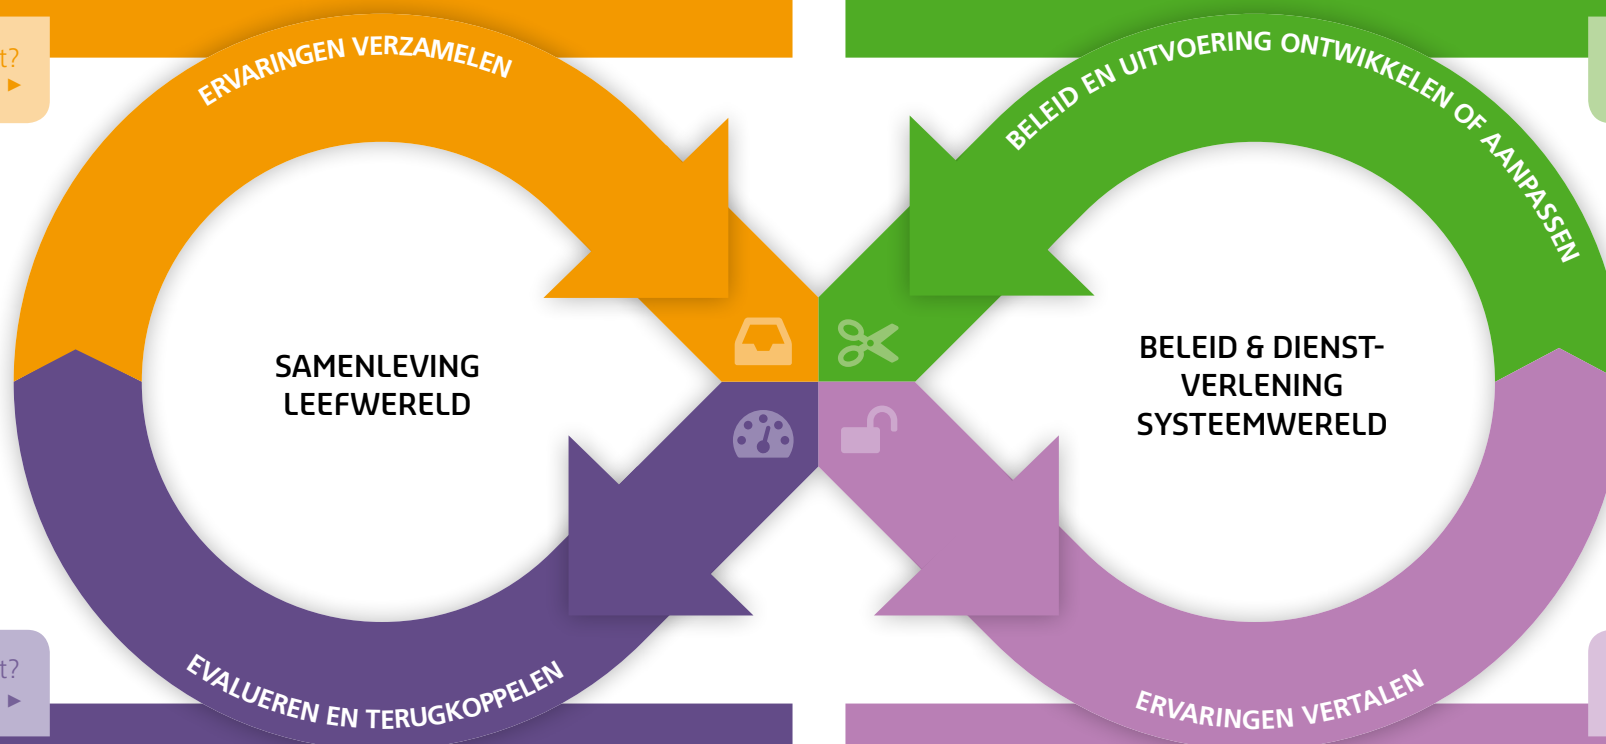 t?
ERVARINGEN VERZAMELEN
BELEID EN UITVOERING ONTWIKKELEN OF AANPASSEN
SAMENLEVING
LEEFWERELD
BELEID & DIENST-
VERLENING
SYSTEEMWERELD
t?
EVALUEREN EN TERUGKOPPELEN
ERVARINGEN VERTALEN